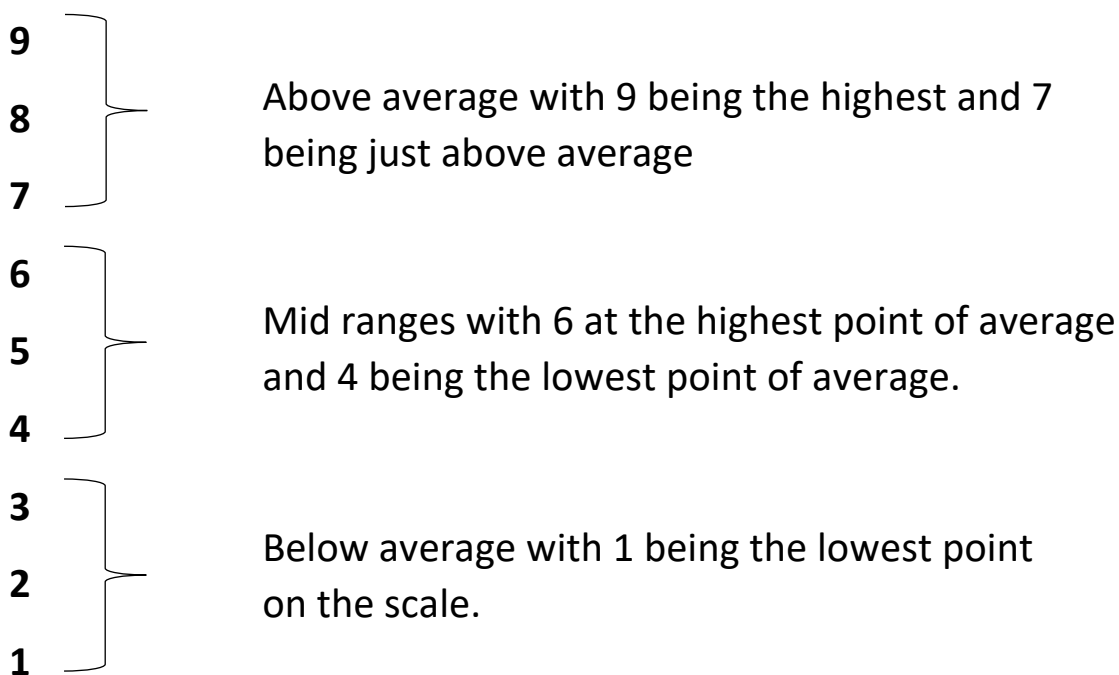 9
8
7
Above average with 9 being the highest and 7
being just above average
6
5
4
Mid ranges with 6 at the highest point of average
and 4 being the lowest point of average.
3
2
1
Below average with 1 being the lowest point
on the scale.